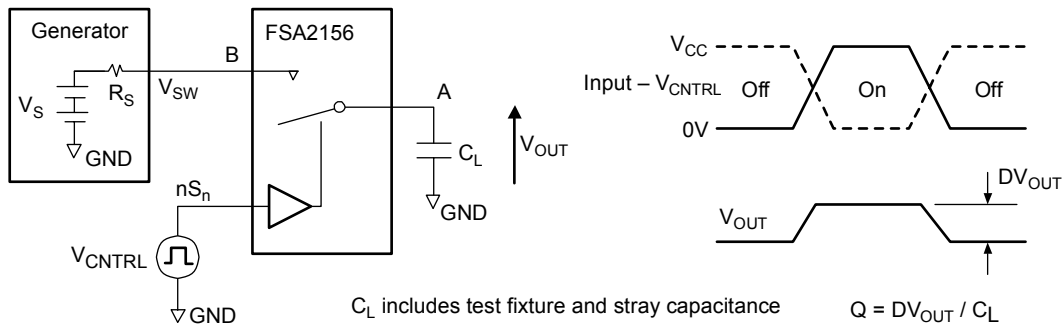 Generator
FSA2156
B
V_S
R_S
V_SW
GND
A
C_L
V_OUT
GND
nS_n
V_CNTRL
GND
C_L includes test fixture and stray capacitance
V_CC
Input – V_CNTRL
Off
On
Off
0V
V_OUT
DV_OUT
Q = DV_OUT / C_L